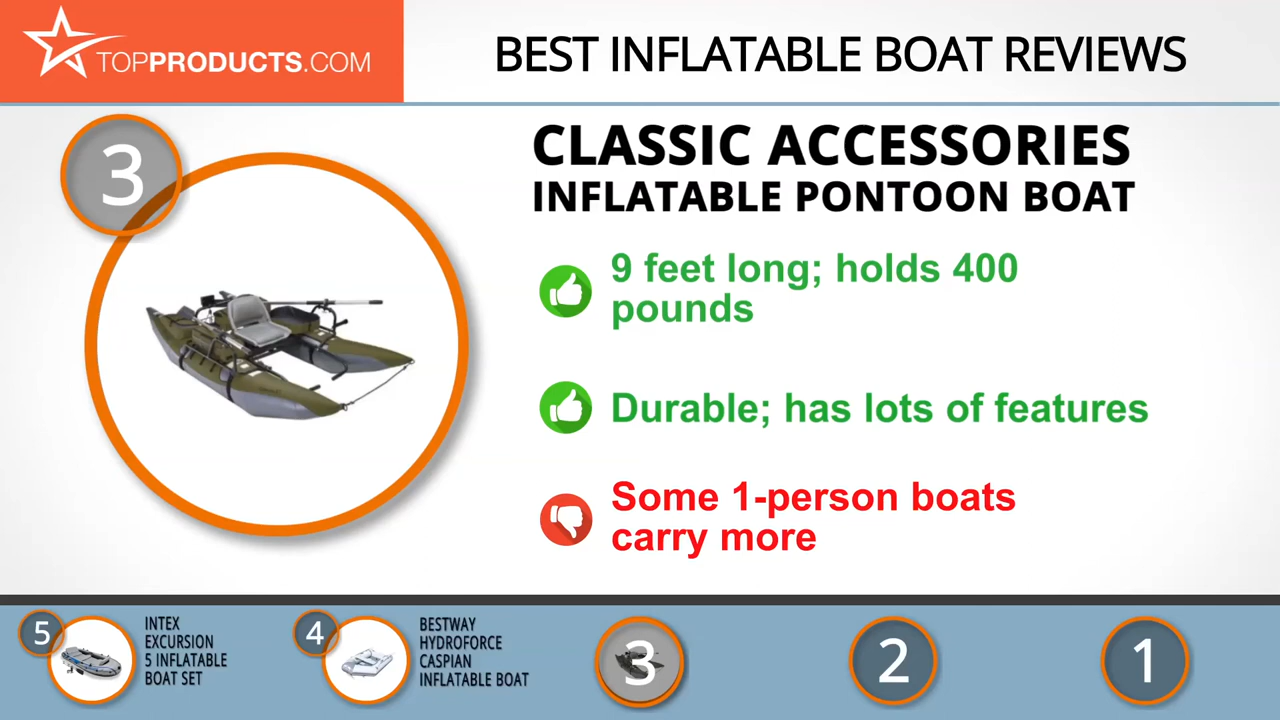 TOPPRODUCTS.COM
BEST INFLATABLE BOAT REVIEWS
3
CLASSIC ACCESSORIES
INFLATABLE PONTOON BOAT
9 feet long; holds 400
pounds
Durable; has lots of features
Some 1-person boats
carry more
5
INTEX
EXCURSION
5 INFLATABLE
BOAT SET
4
BESTWAY
HYDROFORCE
CASPIAN
INFLATABLE BOAT
3
2
1